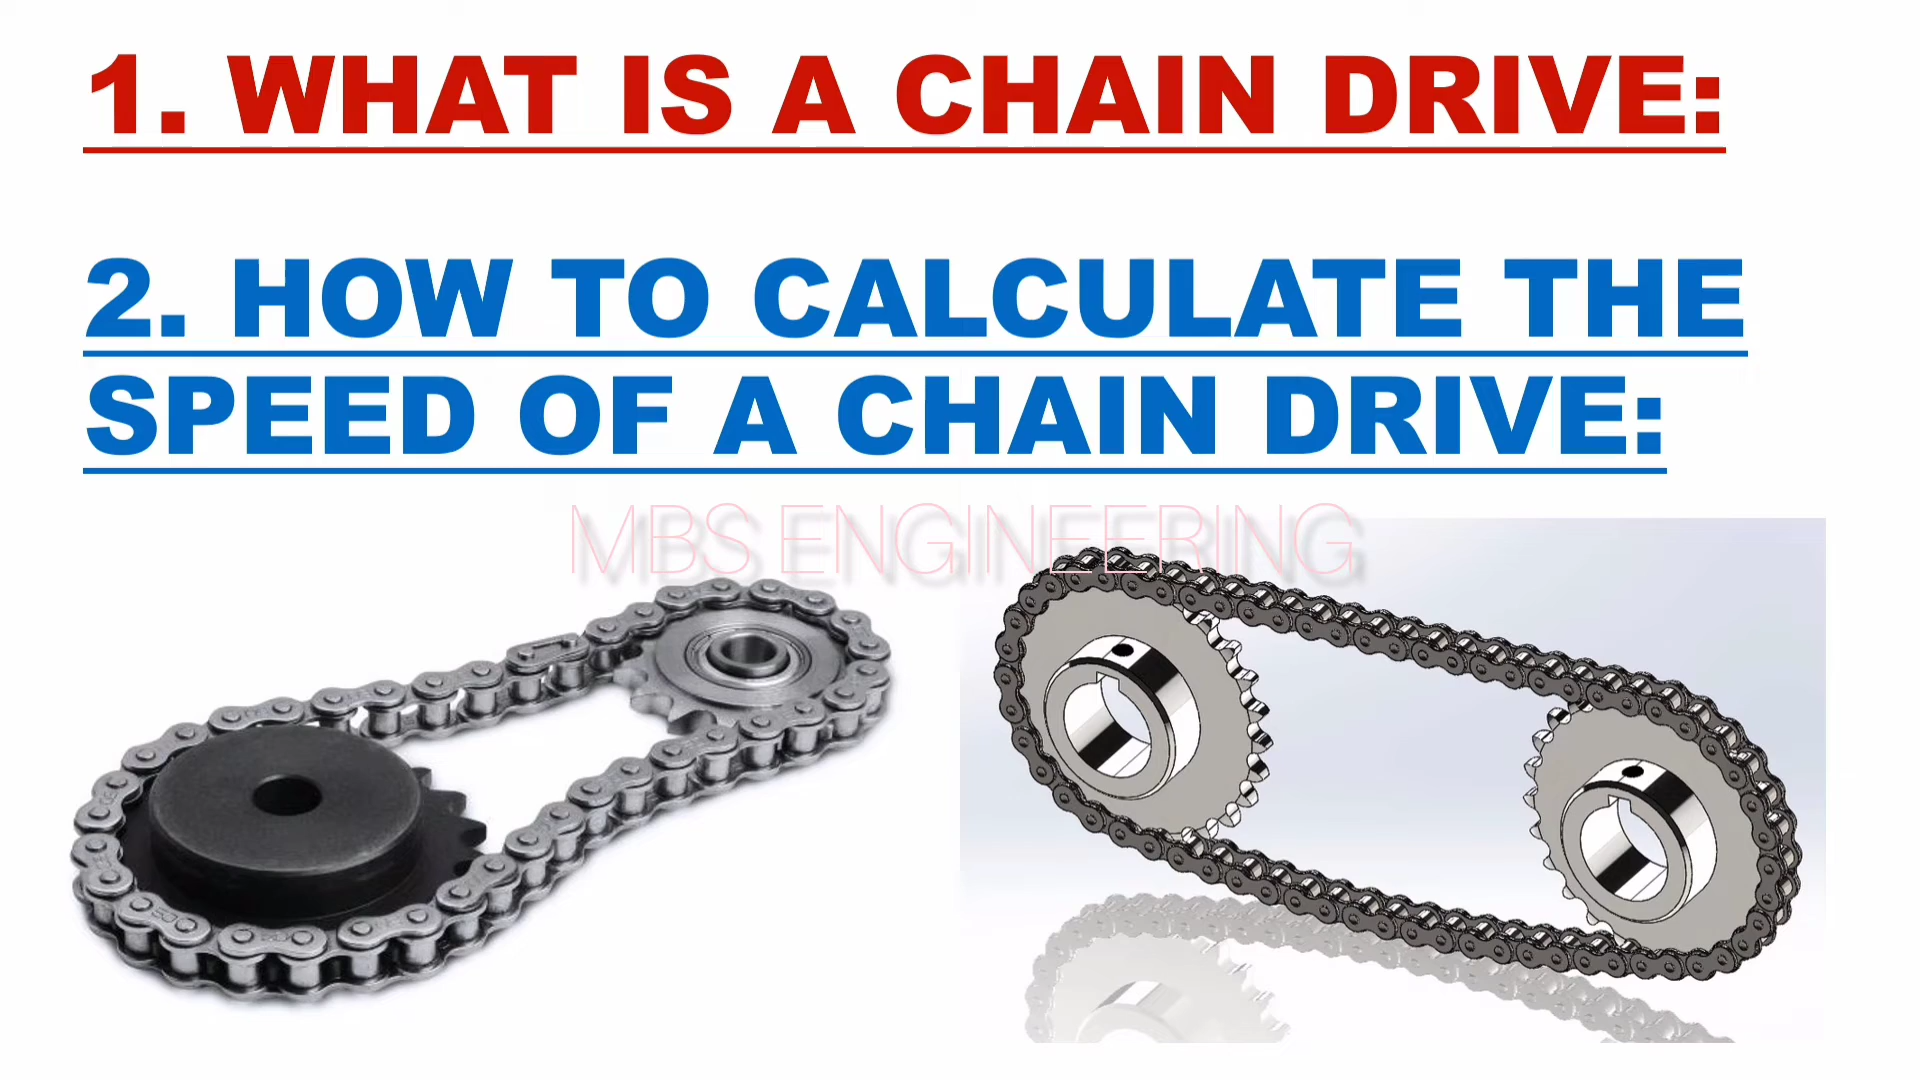 1. WHAT IS A CHAIN DRIVE:
2. HOW TO CALCULATE THE
SPEED OF A CHAIN DRIVE:
MBS ENGINEERING